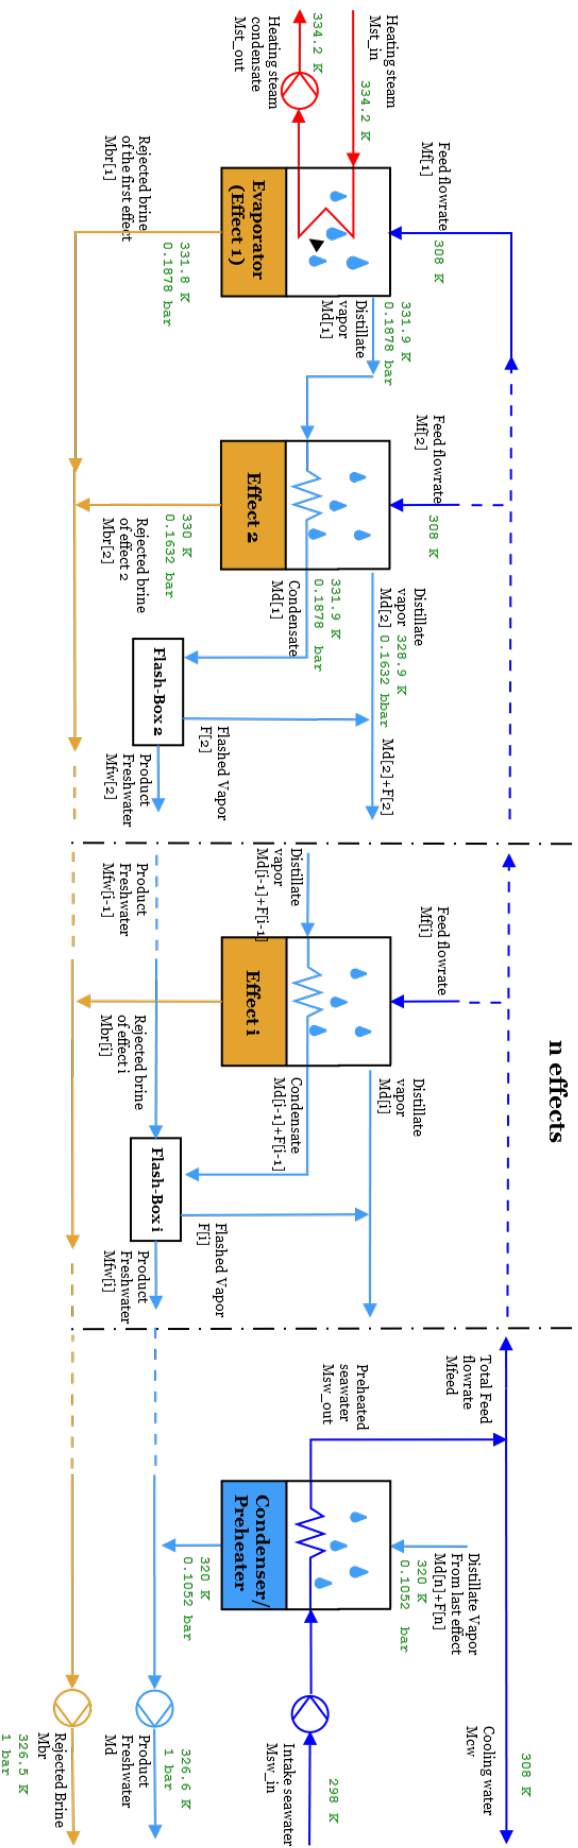 n effects
Heating steam
Mst_in
334.2 K
334.2 K
Heating steam
condensate
Mst_out
Feed flowrate
Mf[1]
308 K
Evaporator
(Effect 1)
Rejected brine
of the first effect
Mbr[1]
331.8 K
0.1878 bar
331.9 K
0.1878 bar
Distillate
vapor
Md[1]
Feed flowrate
Mf[2]
308 K
Effect 2
330 K
0.1632 bar
Rejected brine
of effect 2
Mbr[2]
331.9 K
0.1878 bar
Condensate
Md[1]
Distillate
vapor
Md[2]
328.9 K
0.1632 bbar
Flash-Box 2
Flashed Vapor
F[2]
Md[2]+F[2]
Product
Freshwater
Mfw[2]
Distillate
vapor
Md[i-1]+F[i-1]
Product
Freshwater
Mfw[i-1]
Feed flowrate
Mf[i]
Effect i
Rejected brine
of effect i
Mbr[i]
Condensate
Md[i-1]+F[i-1]
Distillate
vapor
Md[i]
Flash-Box i
Flashed Vapor
F[i]
Product
Freshwater
Mfw[i]
Total Feed
flowrate
Mfeed
Preheated
seawater
Msw_out
Condenser/
Preheater
Distillate Vapor
From last effect
Md[n]+F[n]
320 K
0.1052 bar
320 K
0.1052 bar
308 K
Cooling water
Mcw
298 K
Intake seawater
Msw_in
326.6 K
1 bar
Product
Freshwater
Md
326.5 K
1 bar
Rejected Brine
Mbr